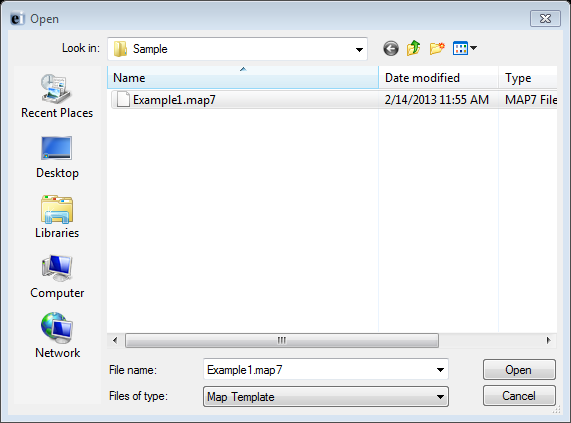 Open
Look in: Sample
Name Date modified Type
Example1.map7 2/14/2013 11:55 AM MAP7 File
Recent Places
Desktop
Libraries
Computer
Network
File name: Example1.map7 Open
Files of type: Map Template Cancel